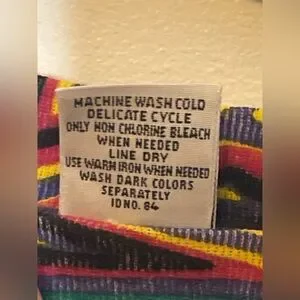 MACHINE WASH COLD
DELICATE CYCLE
ONLY NON CHLORINE BLEACH
WHEN NEEDED
LINE DRY
USE WARM IRON WHEN NEEDED
WASH DARK COLORS
SEPARATELY
ID NO. 84